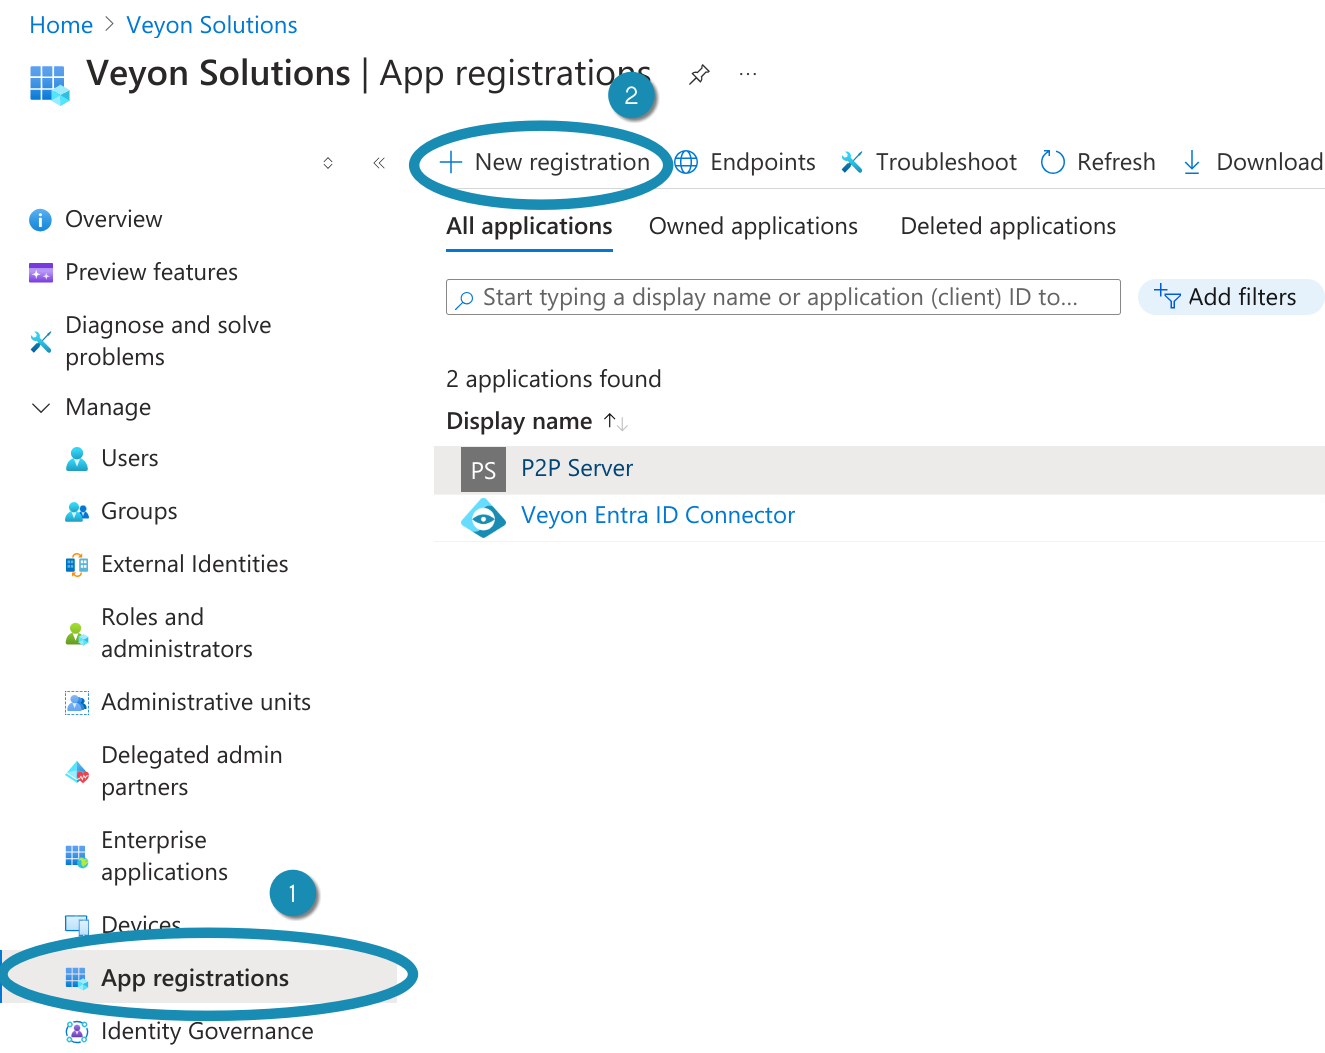 Home > Veyon Solutions
Veyon Solutions | App registrations ···
2
New registration Endpoints Troubleshoot Refresh Download
All applications Owned applications Deleted applications
Start typing a display name or application (client) ID to...
Add filters
2 applications found
Display name ↑↓
PS P2P Server
Veyon Entra ID Connector
Overview
Preview features
Diagnose and solve
problems
Manage
Users
Groups
External Identities
Roles and
administrators
Administrative units
Delegated admin
partners
Enterprise
applications
1
Devices
App registrations
Identity Governance